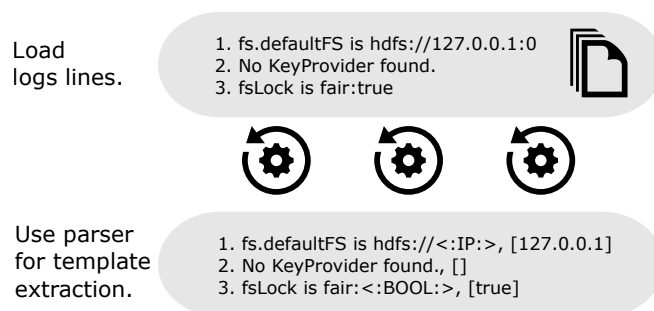 Load
logs lines.
1. fs.defaultFS is hdfs://127.0.0.1:0
2. No KeyProvider found.
3. fsLock is fair:true
Use parser
for template
extraction.
1. fs.defaultFS is hdfs://<:IP:>, [127.0.0.1]
2. No KeyProvider found., []
3. fsLock is fair:<:BOOL:>, [true]